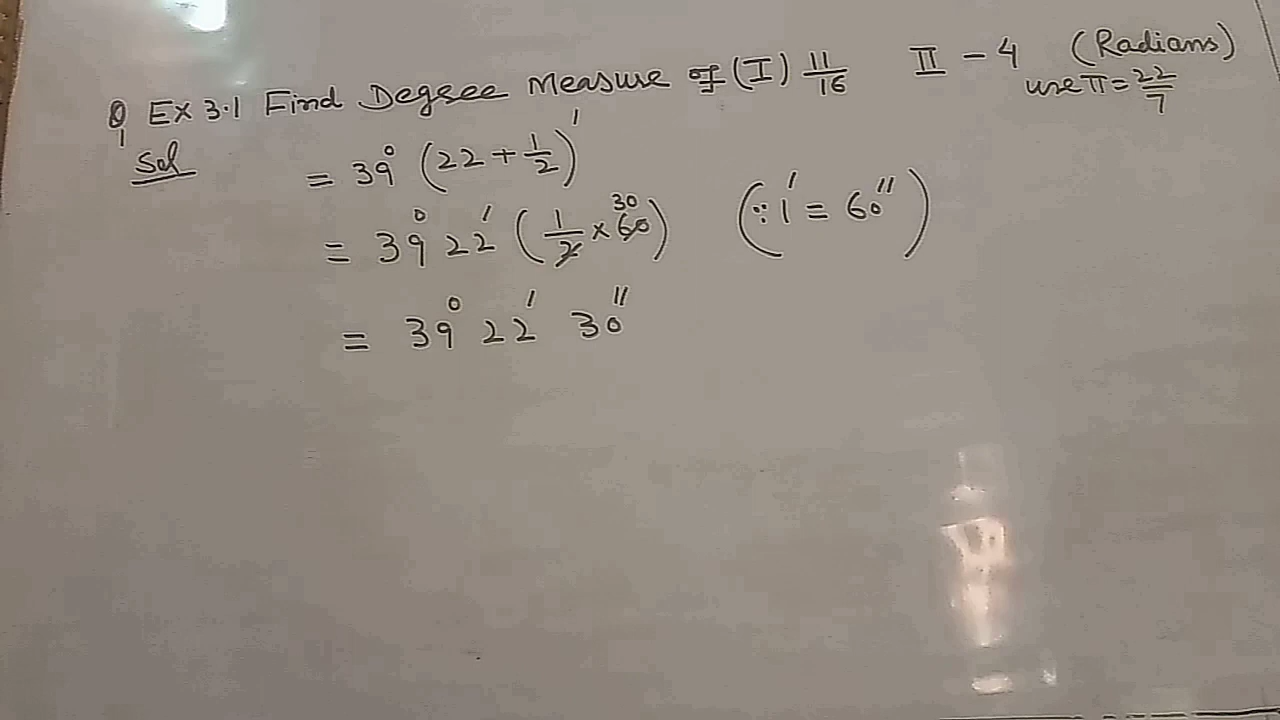 Q1 Ex 3.1 Find Degree Measure of (I) 11/16 II - 4 (Radians)
use π = 22/7
Sol = 39° (22 + 1/2)'
= 39° 22' (1/2 × 60) 30 (∵ 1' = 60'')
= 39° 22' 30''